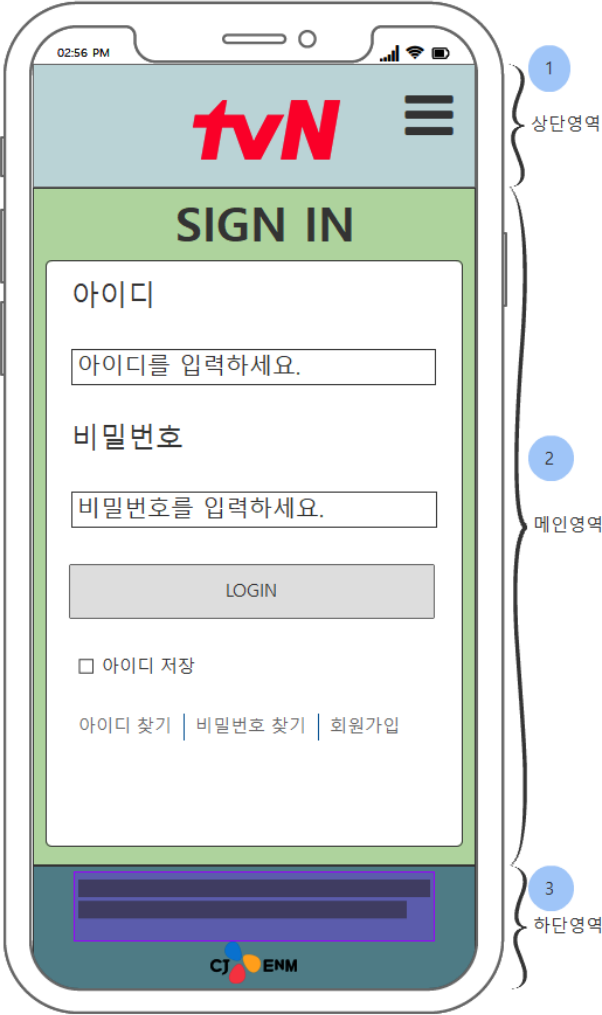 02:56 PM
tvN
1
상단영역
SIGN IN
아이디
아이디를 입력하세요.
비밀번호
2
비밀번호를 입력하세요.
메인영역
LOGIN
아이디 저장
아이디 찾기 | 비밀번호 찾기 | 회원가입
3
하단영역
CJ ENM